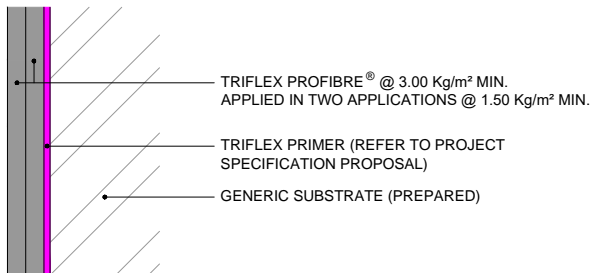 TRIFLEX PROFIBRE® @ 3.00 Kg/m² MIN.
APPLIED IN TWO APPLICATIONS @ 1.50 Kg/m² MIN.
TRIFLEX PRIMER (REFER TO PROJECT
SPECIFICATION PROPOSAL)
GENERIC SUBSTRATE (PREPARED)